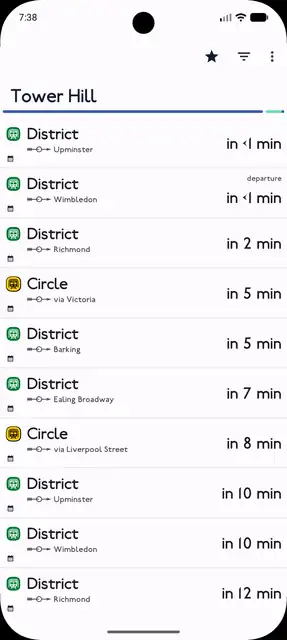 7:38
Tower Hill
District
Upminster
in <1 min
District
Wimbledon
departure
in <1 min
District
Richmond
in 2 min
Circle
via Victoria
in 5 min
District
Barking
in 5 min
District
Ealing Broadway
in 7 min
Circle
via Liverpool Street
in 8 min
District
Upminster
in 10 min
District
Wimbledon
in 10 min
District
Richmond
in 12 min